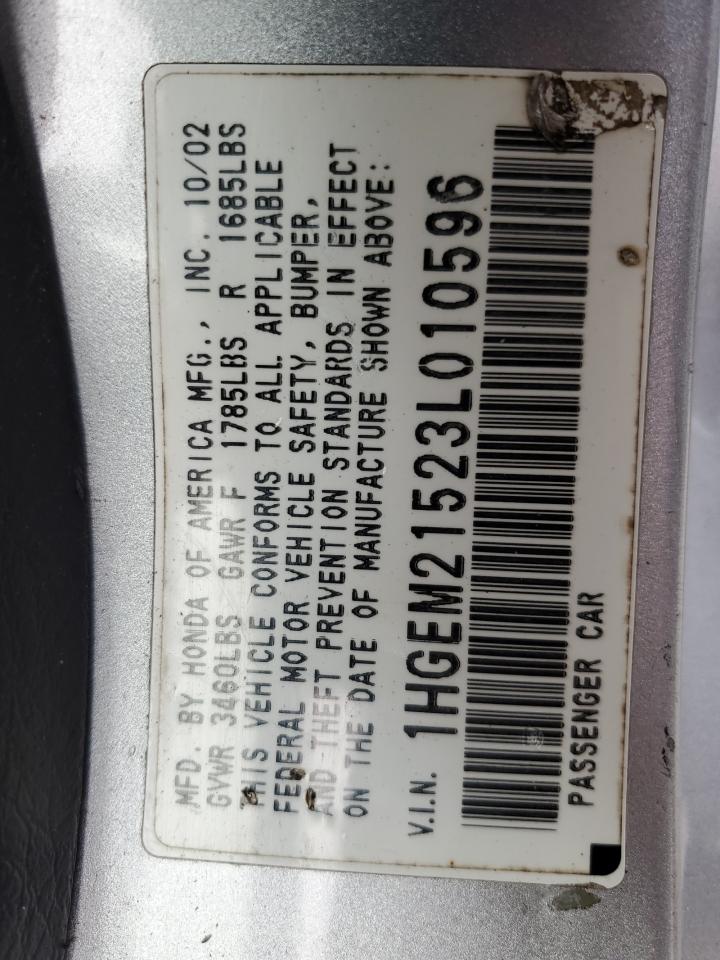 MFD. BY HONDA OF AMERICA MFG., INC. 10/02
GVWR 3460LBS GAWR F 1785LBS R 1685LBS
THIS VEHICLE CONFORMS TO ALL APPLICABLE
FEDERAL MOTOR VEHICLE SAFETY, BUMPER,
AND THEFT PREVENTION STANDARDS IN EFFECT
ON THE DATE OF MANUFACTURE SHOWN ABOVE:
V.I.N. 1HGEM21523L010596
PASSENGER CAR